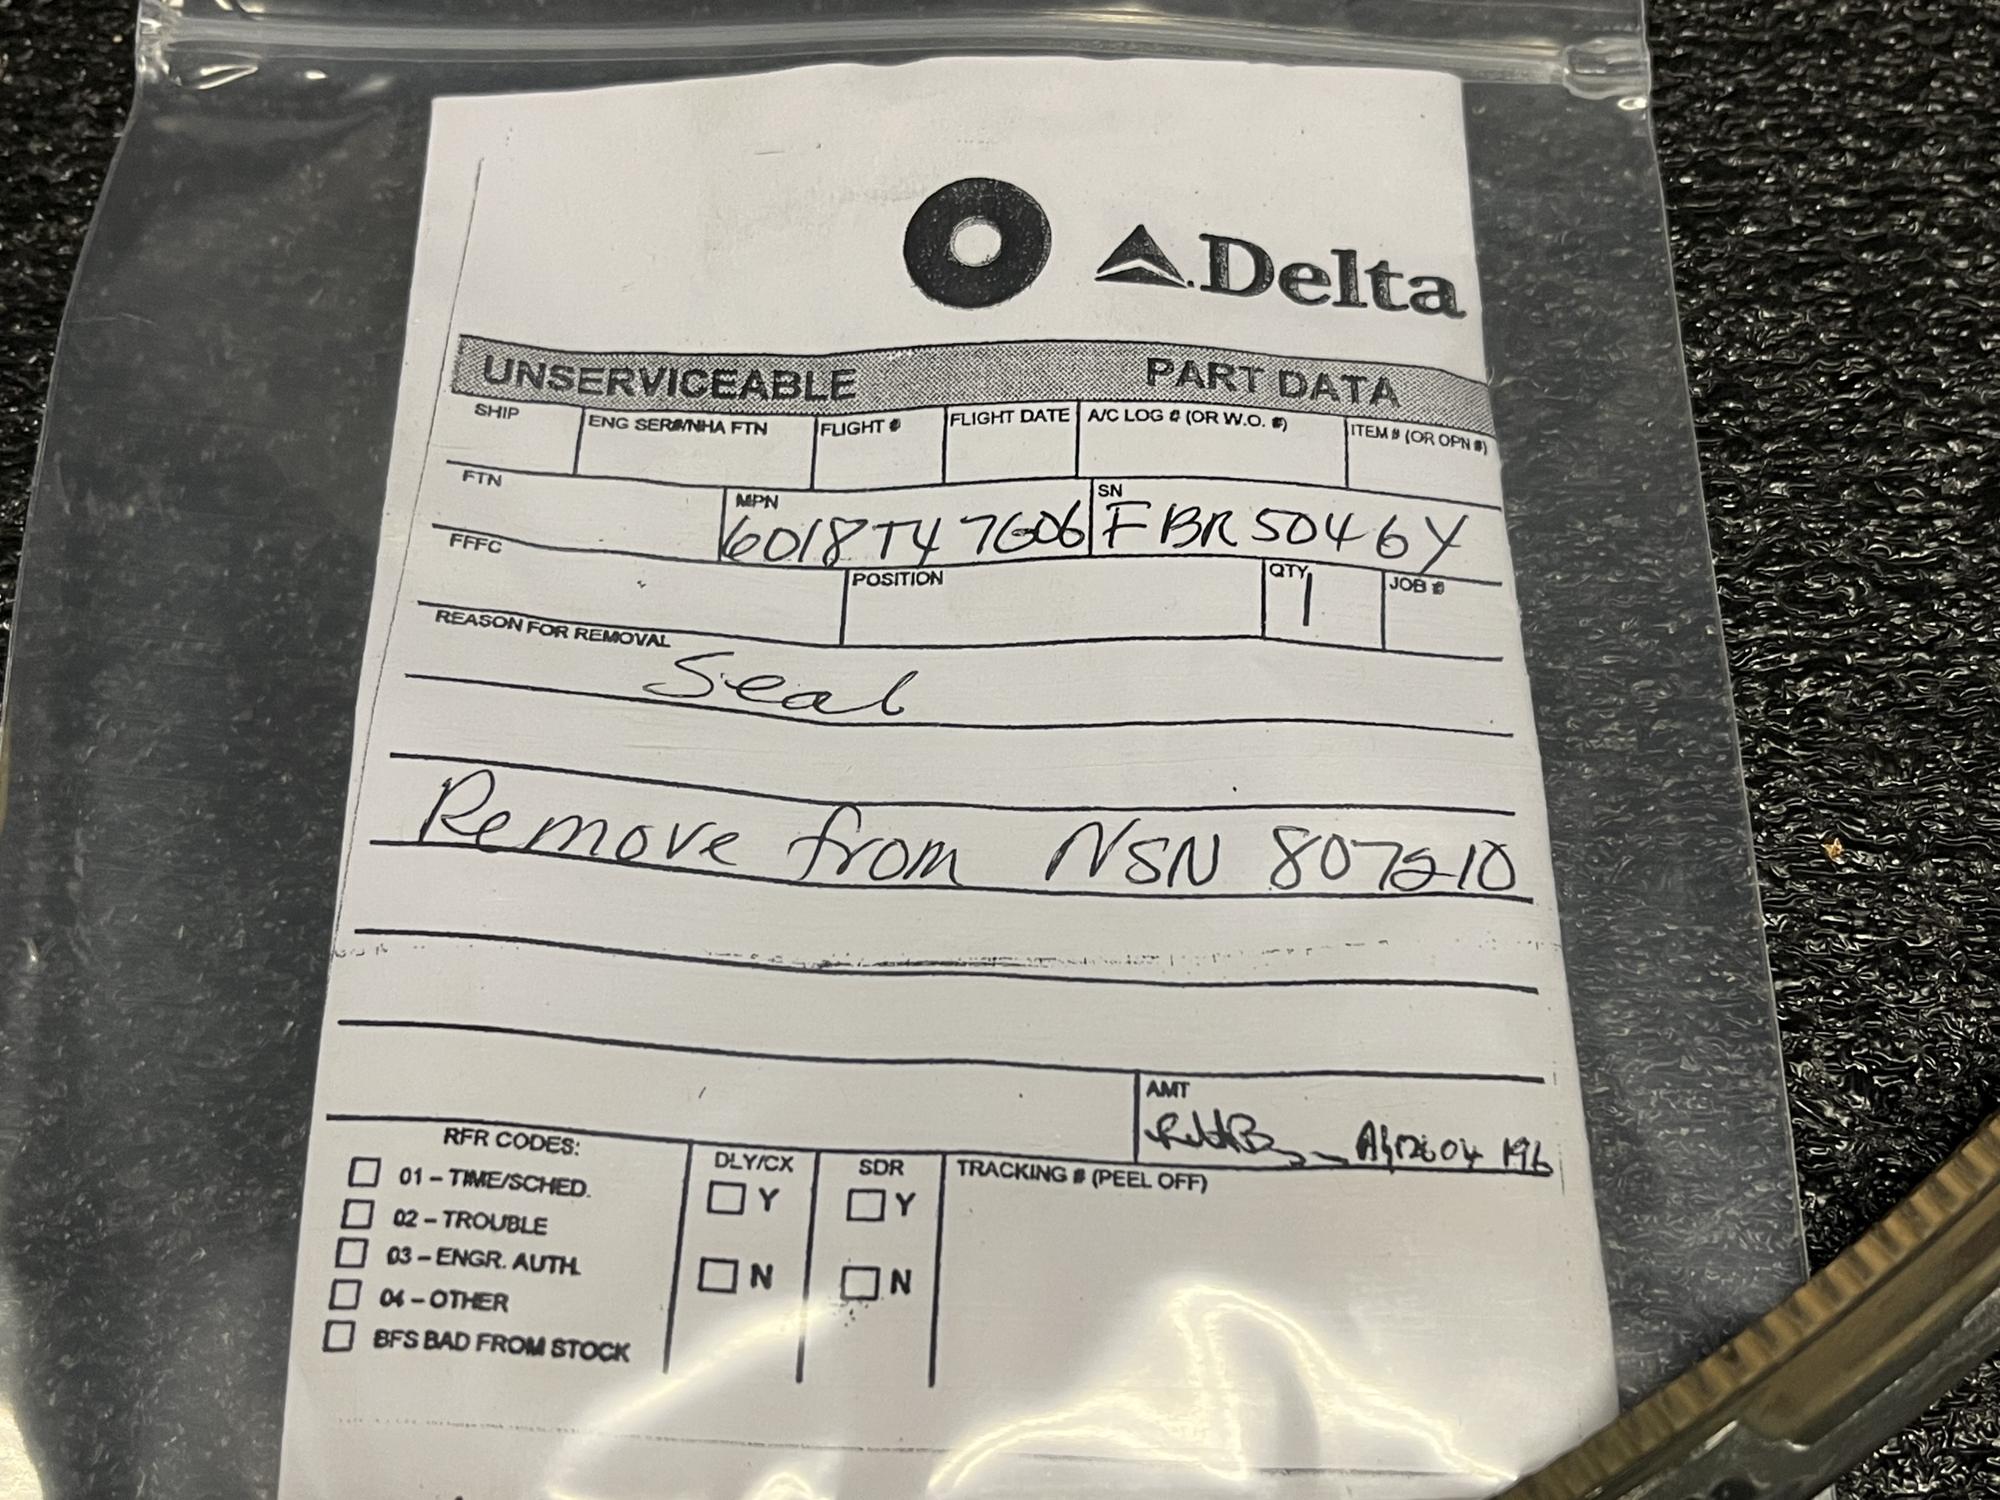 Delta
UNSERVICEABLE PART DATA
SHIP ENG SER#/NHA FTN FLIGHT # FLIGHT DATE A/C LOG # (OR W.O. #) ITEM # (OR OPN #)
FTN MPN SN
6018T47G06 FBR5046Y
FFFC POSITION QTY JOB #
1
REASON FOR REMOVAL
Seal
Remove from NSN 807210
AMT
RFR CODES: DLY/CX SDR TRACKING # (PEEL OFF)
01 – TIME/SCHED. Y Y
02 – TROUBLE
03 – ENGR. AUTH. N N
04 – OTHER
BFS BAD FROM STOCK